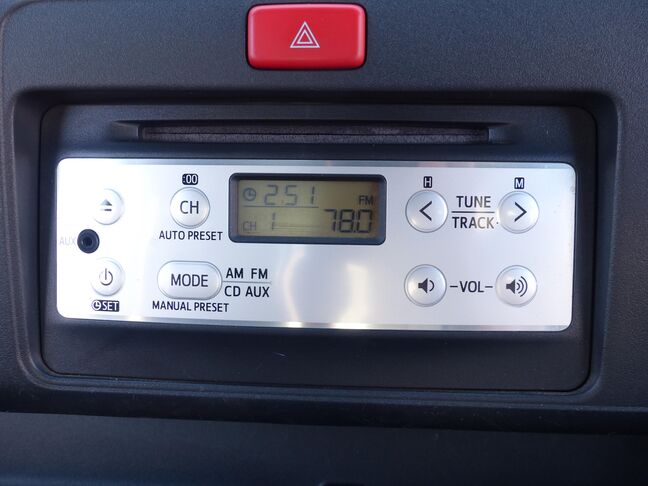 :00
H
M
CH
AUTO PRESET
2:51
FM
CH 1 78.0
TUNE
TRACK
AUX
SET
MODE
AM FM
CD AUX
MANUAL PRESET
-VOL-